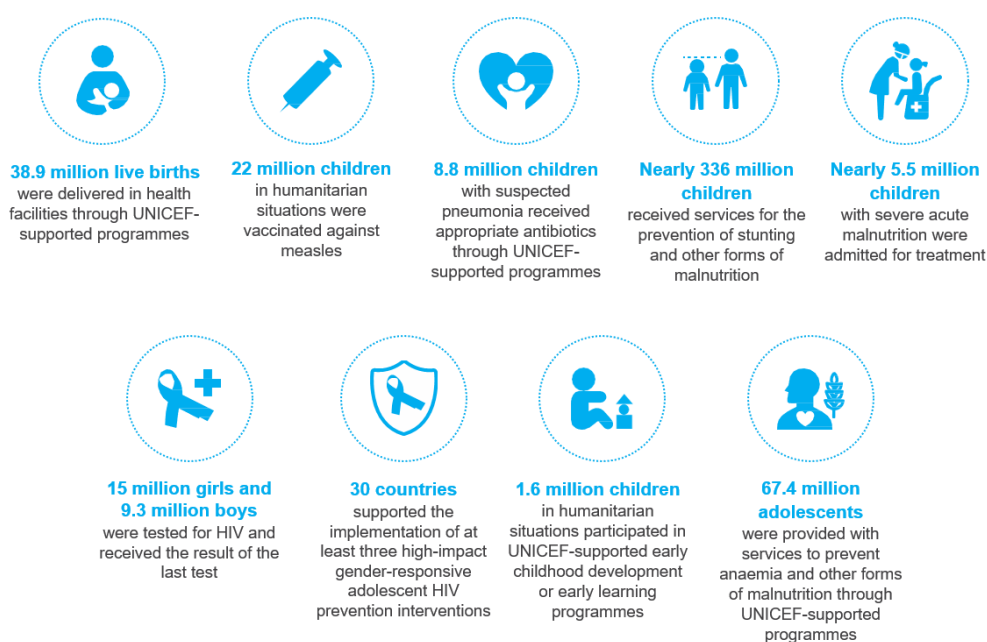 38.9 million live births
were delivered in health
facilities through UNICEF-
supported programmes
22 million children
in humanitarian
situations were
vaccinated against
measles
8.8 million children
with suspected
pneumonia received
appropriate antibiotics
through UNICEF-
supported programmes
Nearly 336 million
children
received services for the
prevention of stunting
and other forms of
malnutrition
Nearly 5.5 million
children
with severe acute
malnutrition were
admitted for treatment
15 million girls and
9.3 million boys
were tested for HIV and
received the result of the
last test
30 countries
supported the
implementation of at
least three high-impact
gender-responsive
adolescent HIV
prevention interventions
1.6 million children
in humanitarian
situations participated in
UNICEF-supported early
childhood development
or early learning
programmes
67.4 million
adolescents
were provided with
services to prevent
anaemia and other forms
of malnutrition through
UNICEF-supported
programmes